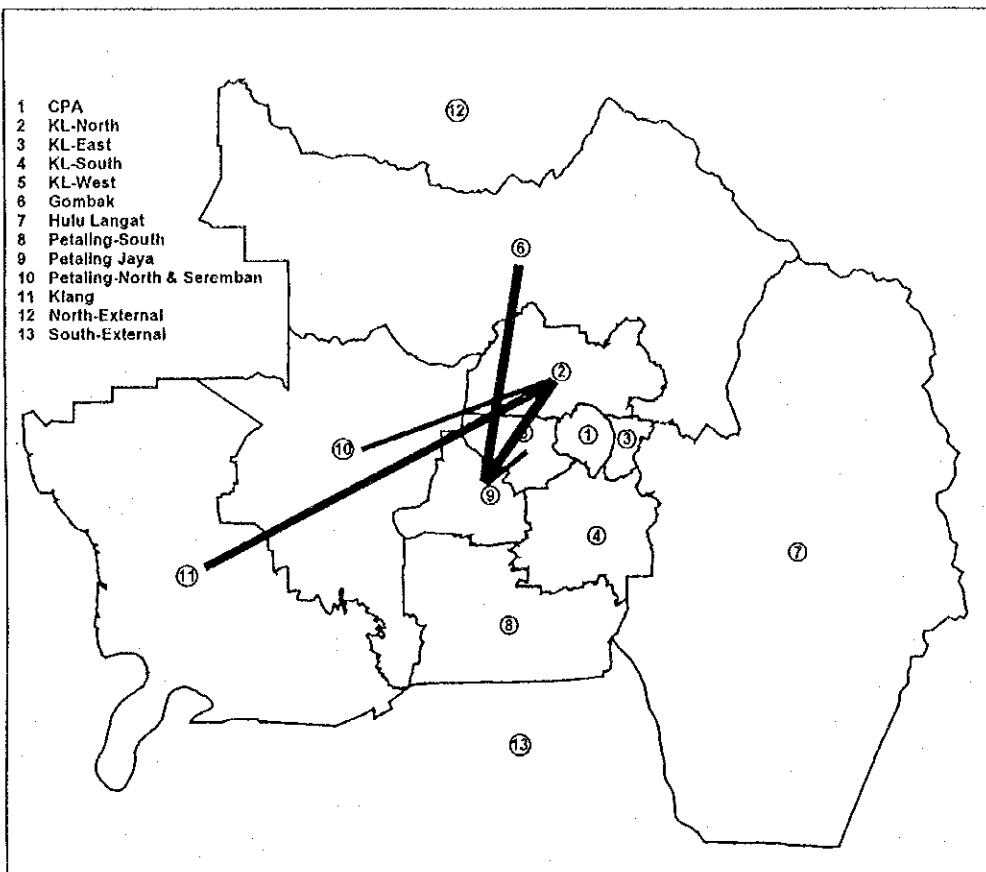 1 CPA
2 KL-North
3 KL-East
4 KL-South
5 KL-West
6 Gombak
7 Hulu Langat
8 Petaling-South
9 Petaling Jaya
10 Petaling-North & Seremban
11 Klang
12 North-External
13 South-External
12
6
2
10
1
3
9
4
7
11
8
13